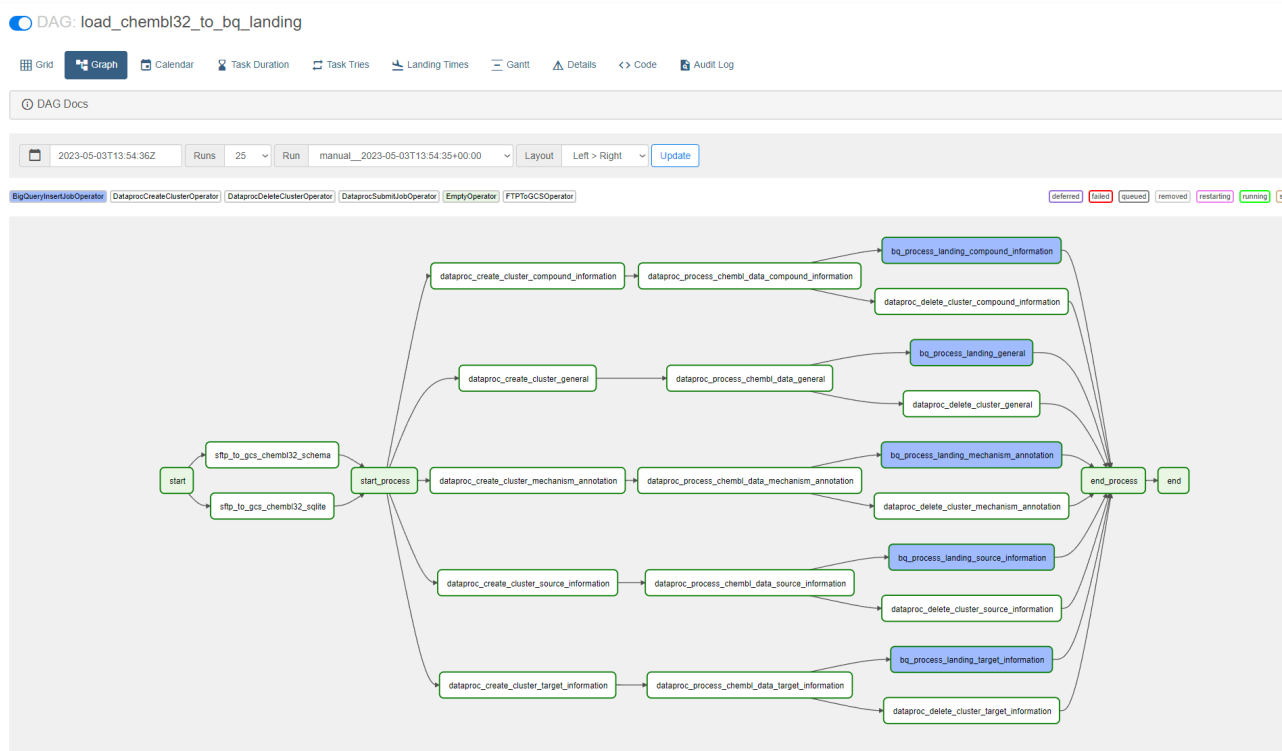 DAG: load_chembl32_to_bq_landing
Grid Graph Calendar Task Duration Task Tries Landing Times Gantt Details Code Audit Log
DAG Docs
2023-05-03T13:54:36Z Runs 25 Run manual__2023-05-03T13:54:35+00:00 Layout Left > Right Update
BigQueryInsertJobOperator DataprocCreateClusterOperator DataprocDeleteClusterOperator DataprocSubmitJobOperator EmptyOperator FTPToGCSOperator deferred failed queued removed restarting running
bq_process_landing_compound_information
dataproc_create_cluster_compound_information dataproc_process_chembl_data_compound_information
dataproc_delete_cluster_compound_information
bq_process_landing_general
dataproc_create_cluster_general dataproc_process_chembl_data_general
dataproc_delete_cluster_general
sftp_to_gcs_chembl32_schema bq_process_landing_mechanism_annotation
start start_process dataproc_create_cluster_mechanism_annotation dataproc_process_chembl_data_mechanism_annotation end_process end
sftp_to_gcs_chembl32_sqlite dataproc_delete_cluster_mechanism_annotation
bq_process_landing_source_information
dataproc_create_cluster_source_information dataproc_process_chembl_data_source_information
dataproc_delete_cluster_source_information
bq_process_landing_target_information
dataproc_create_cluster_target_information dataproc_process_chembl_data_target_information
dataproc_delete_cluster_target_information